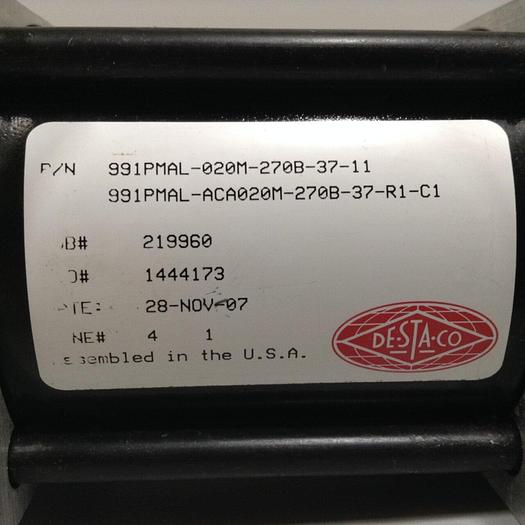 P/N 991PMAL-020M-270B-37-11
991PMAL-ACA020M-270B-37-R1-C1
219960
1444173
28-NOV-07
4 1
in the U.S.A.
DE-STA-CO